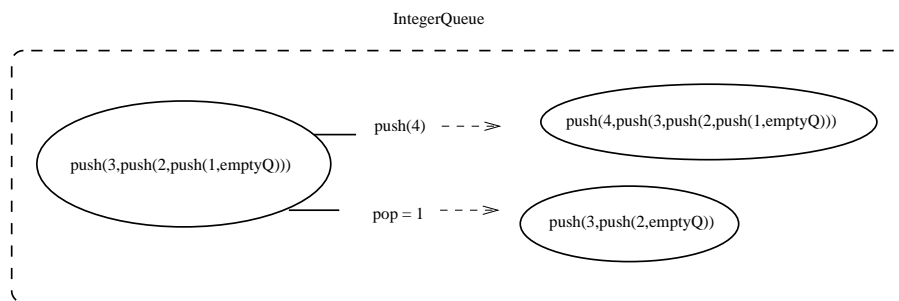 IntegerQueue
push(3,push(2,push(1,emptyQ)))
push(4)
push(4,push(3,push(2,push(1,emptyQ)))
pop = 1
push(3,push(2,emptyQ))